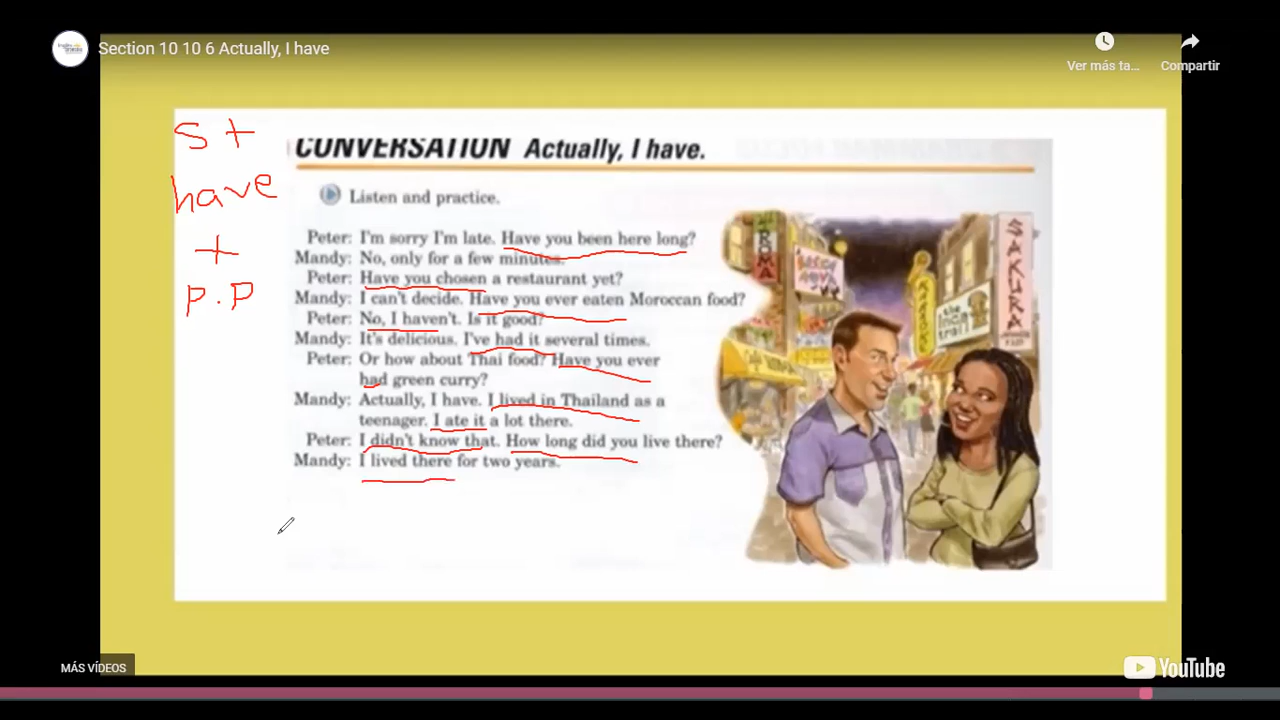 Section 10 10 6 Actually, I have
Ver más ta...
Compartir
S +
have
+
P.P
CONVERSATION Actually, I have.
Listen and practice.
Peter: I'm sorry I'm late. Have you been here long?
Mandy: No, only for a few minutes.
Peter: Have you chosen a restaurant yet?
Mandy: I can't decide. Have you ever eaten Moroccan food?
Peter: No, I haven't. Is it good?
Mandy: It's delicious. I've had it several times.
Peter: Or how about Thai food? Have you ever
had green curry?
Mandy: Actually, I have. I lived in Thailand as a
teenager. I ate it a lot there.
Peter: I didn't know that. How long did you live there?
Mandy: I lived there for two years.
ROMA
SAKURA
the
trail
MÁS VÍDEOS
YouTube